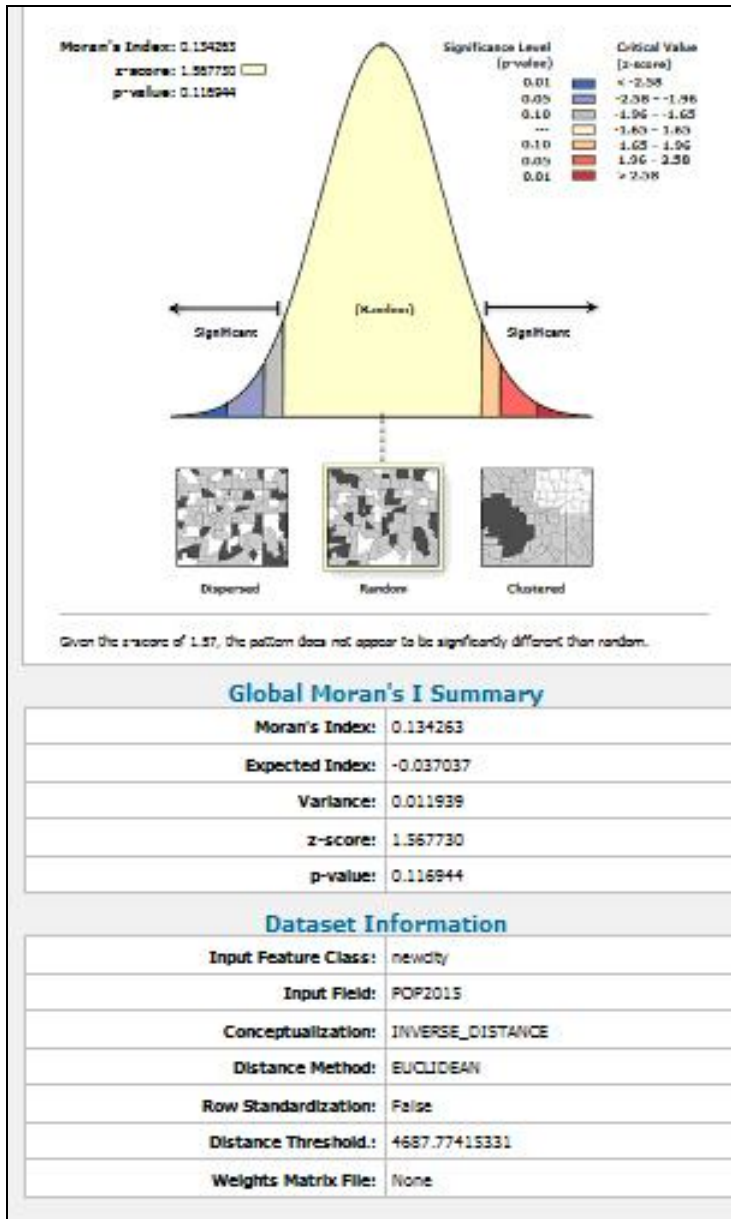 Moran's Index: 0.134263
z-score: 1.567730
p-value: 0.116944
Significance Level (p-value)
Critical Value (z-score)
0.01 < -2.58
0.05 -2.58 - -1.96
0.10 -1.96 - -1.65
--- -1.65 - 1.65
0.10 1.65 - 1.96
0.05 1.96 - 2.58
0.01 > 2.58
Significant
(Random)
Significant
Dispersed
Random
Clustered
Given the z-score of 1.57, the pattern does not appear to be significantly different than random.
Global Moran's I Summary
Moran's Index: 0.134263
Expected Index: -0.037037
Variance: 0.011939
z-score: 1.567730
p-value: 0.116944
Dataset Information
Input Feature Class: newcity
Input Field: POP2015
Conceptualization: INVERSE_DISTANCE
Distance Method: EUCLIDEAN
Row Standardization: False
Distance Threshold.: 4687.77415331
Weights Matrix File: None